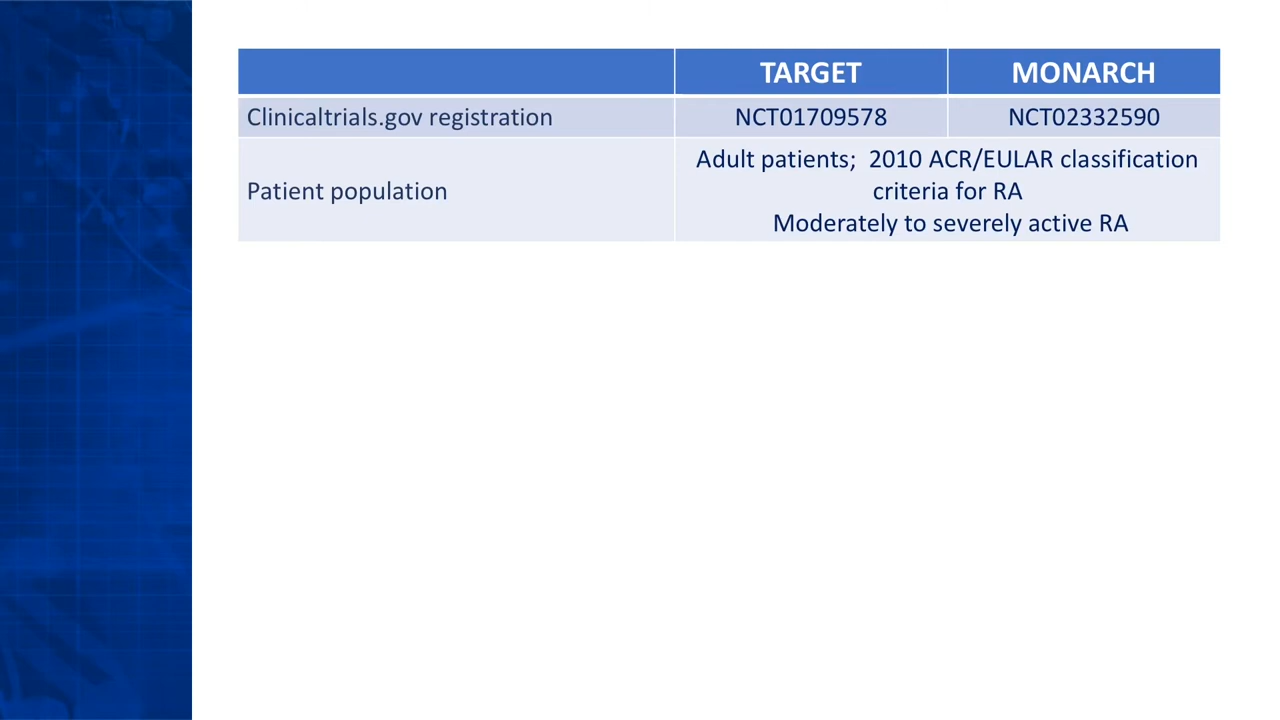 TARGET MONARCH
Clinicaltrials.gov registration NCT01709578 NCT02332590
Patient population
Adult patients;  2010 ACR/EULAR classification
criteria for RA
Moderately to severely active RA